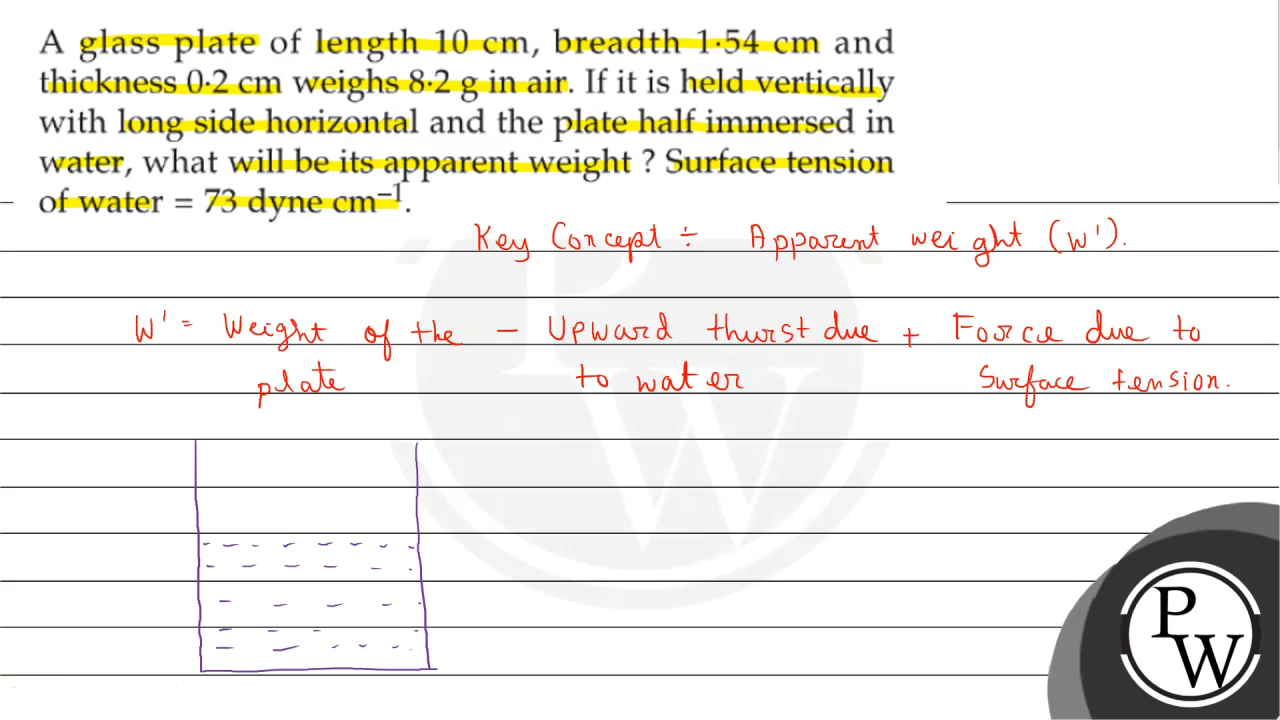 A glass plate of length 10 cm, breadth 1·54 cm and
thickness 0·2 cm weighs 8·2 g in air. If it is held vertically
with long side horizontal and the plate half immersed in
water, what will be its apparent weight ? Surface tension
of water = 73 dyne cm⁻¹.
Key Concept ÷ Apparent weight (W').
W' = Weight of the - Upward thurst due + Force due to
plate to water Surface tension.
PW
PW